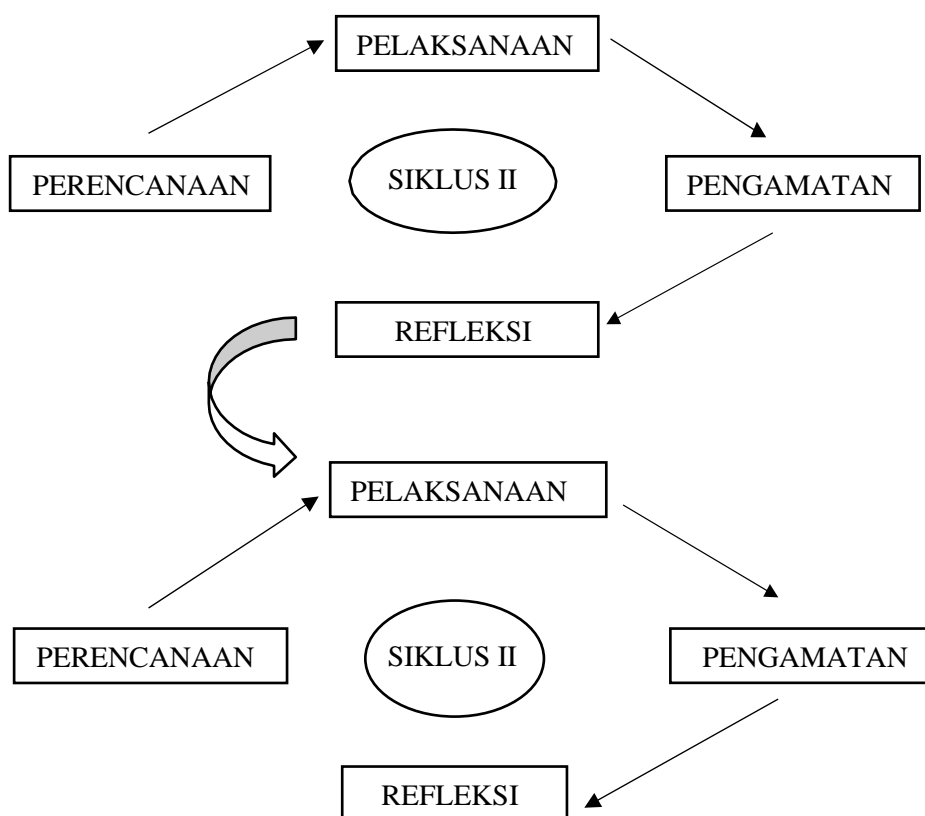 PELAKSANAAN
PERENCANAAN
SIKLUS II
PENGAMATAN
REFLEKSI
PELAKSANAAN
PERENCANAAN
SIKLUS II
PENGAMATAN
REFLEKSI